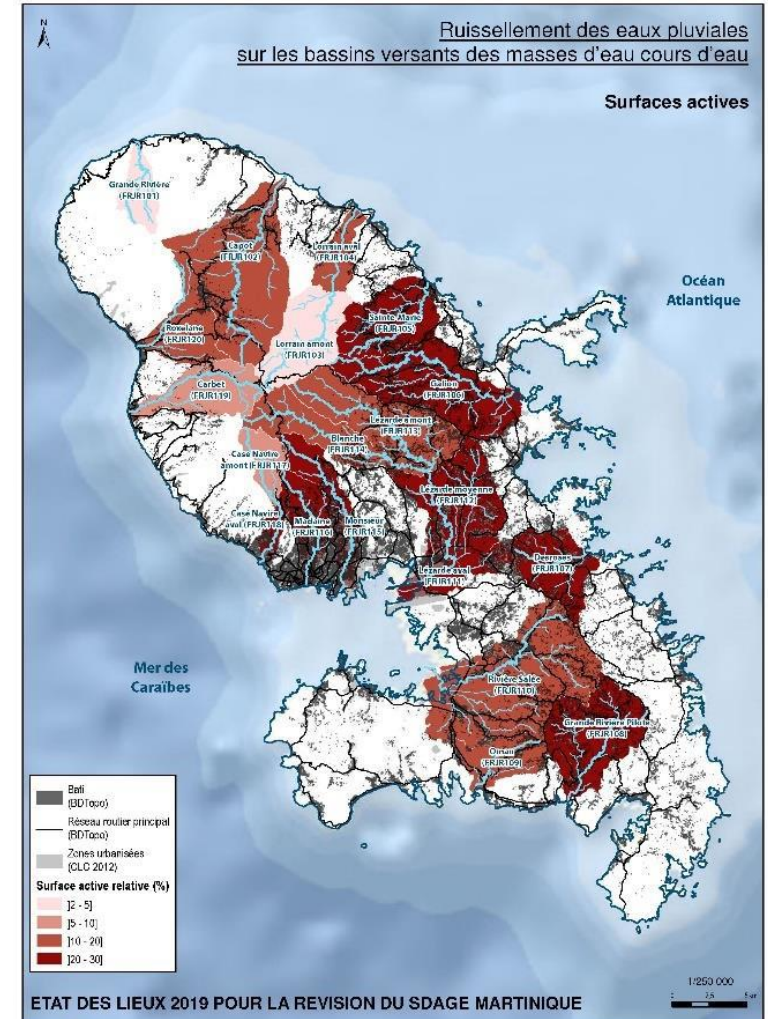 N
Ruissellement des eaux pluviales
sur les bassins versants des masses d'eau cours d'eau
Surfaces actives
Grande Rivière
(FRJR101)
Capot
(FRJR102)
Lorrain aval
(FRJR104)
Océan
Atlantique
Sainte-Marie
(FRJR105)
Roxelane
(FRJR120)
Lorrain amont
(FRJR103)
Carbet
(FRJR119)
Galion
(FRJR106)
Lézarde amont
(FRJR113)
Blanche
(FRJR114)
Case Navire
amont (FRJR117)
Lézarde moyenne
(FRJR112)
Case Navire
aval (FRJR118)
Madame
(FRJR116)
Monsieur
(FRJR115)
Desroses
(FRJR107)
Lézarde aval
(FRJR111)
Mer des
Caraïbes
Rivière Salée
(FRJR110)
Grande Rivière Pilote
(FRJR108)
Oman
(FRJR109)
Bati
(BDTopo)
Réseau routier principal
(BDTopo)
Zones urbanisées
(CLC 2012)
Surface active relative (%)
]2 - 5]
]5 - 10]
]10 - 20]
]20 - 30]
1/250 000
ETAT DES LIEUX 2019 POUR LA REVISION DU SDAGE MARTINIQUE